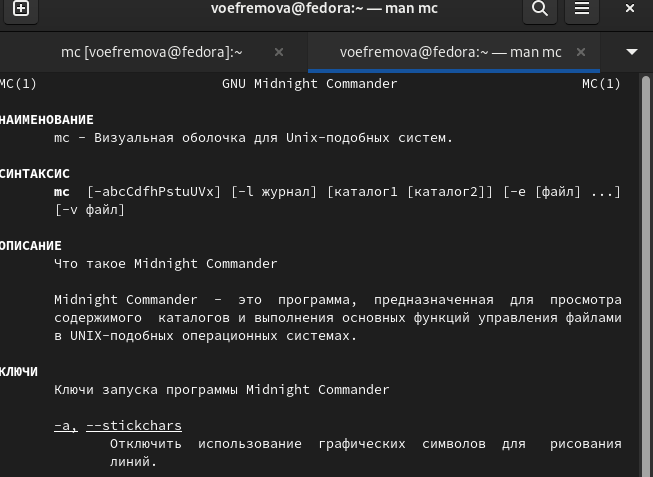 voefremova@fedora:~ — man mc
mc [voefremova@fedora]:~
voefremova@fedora:~ — man mc
MC(1) GNU Midnight Commander MC(1)
НАИМЕНОВАНИЕ
mc - Визуальная оболочка для Unix-подобных систем.
СИНТАКСИС
mc [-abcCdfhPstuUVx] [-l журнал] [каталог1 [каталог2]] [-e [файл] ...]
[-v файл]
ОПИСАНИЕ
Что такое Midnight Commander
Midnight Commander - это программа, предназначенная для просмотра
содержимого каталогов и выполнения основных функций управления файлами
в UNIX-подобных операционных системах.
КЛЮЧИ
Ключи запуска программы Midnight Commander
-a, --stickchars
Отключить использование графических символов для рисования
линий.